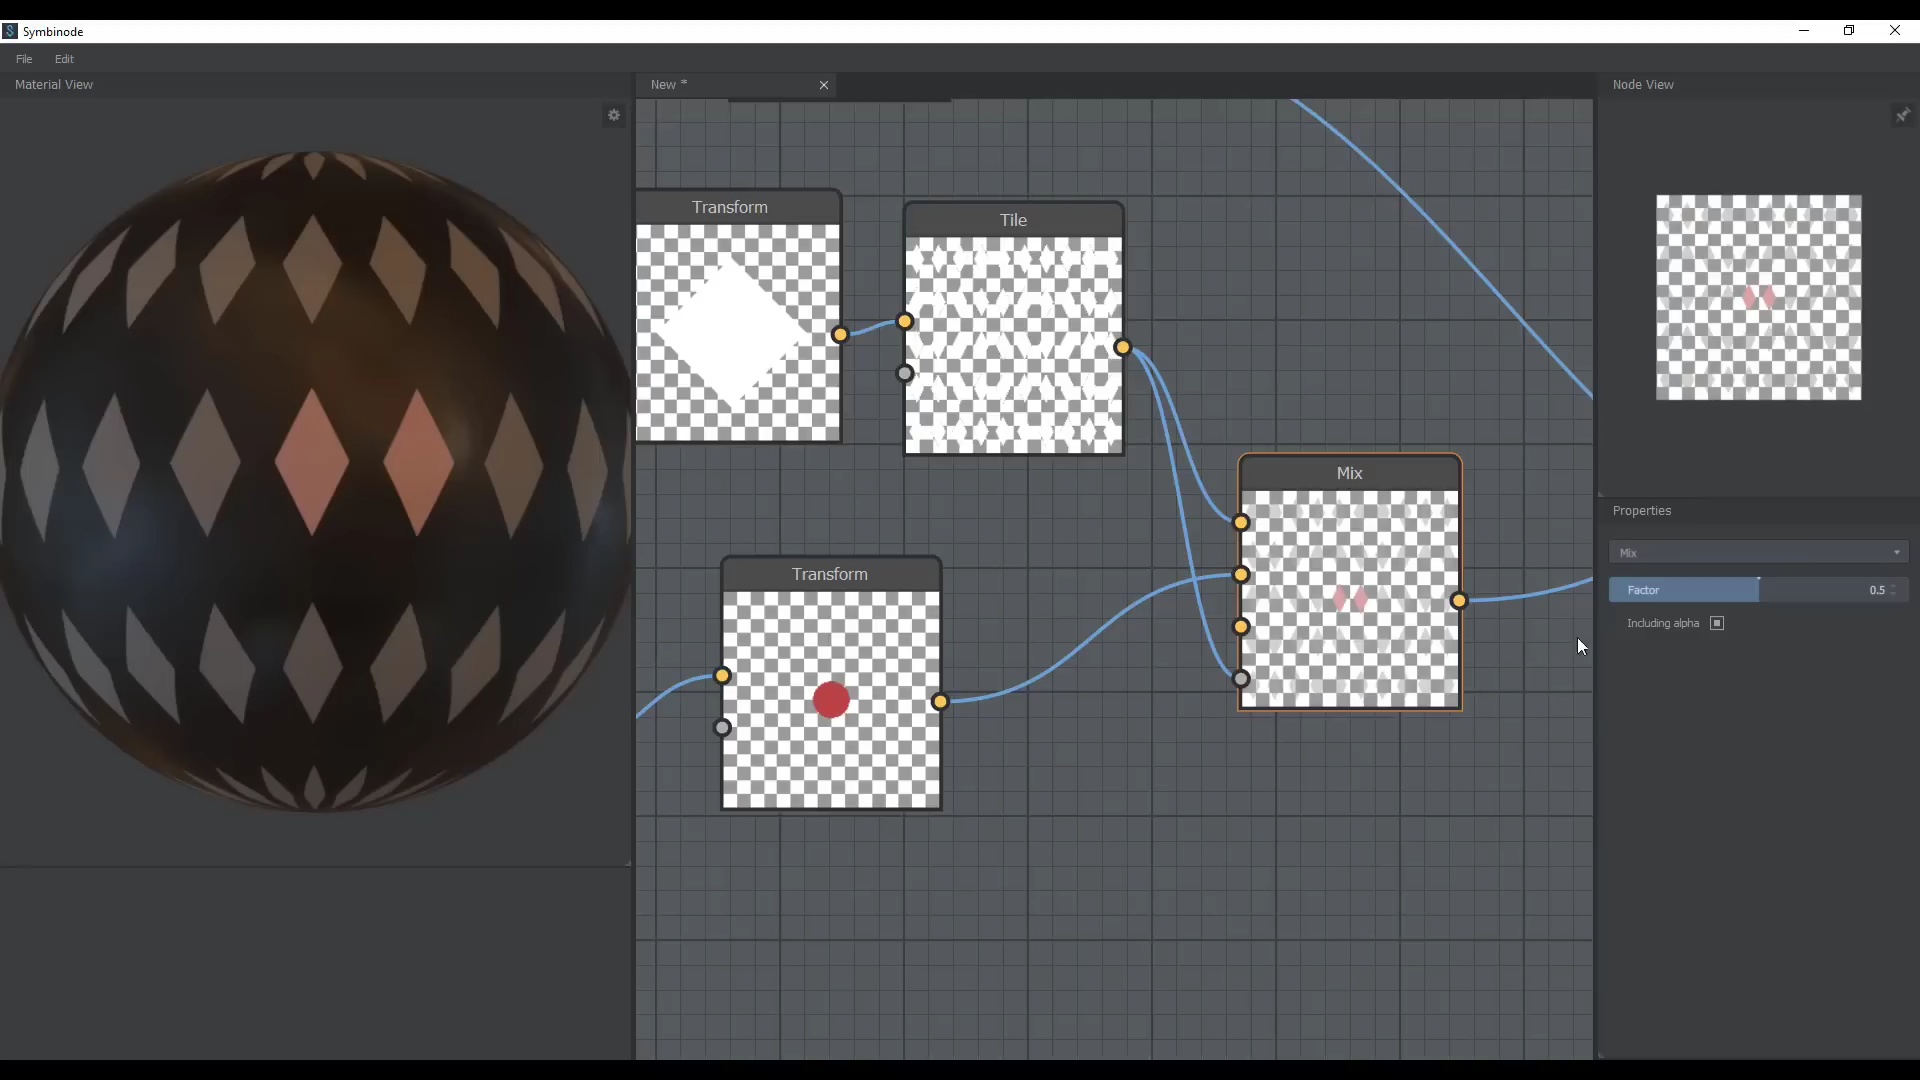 Symbinode
File Edit
Material View
New *
Node View
Transform
Tile
Mix
Transform
Properties
Mix
Factor 0.5
Including alpha